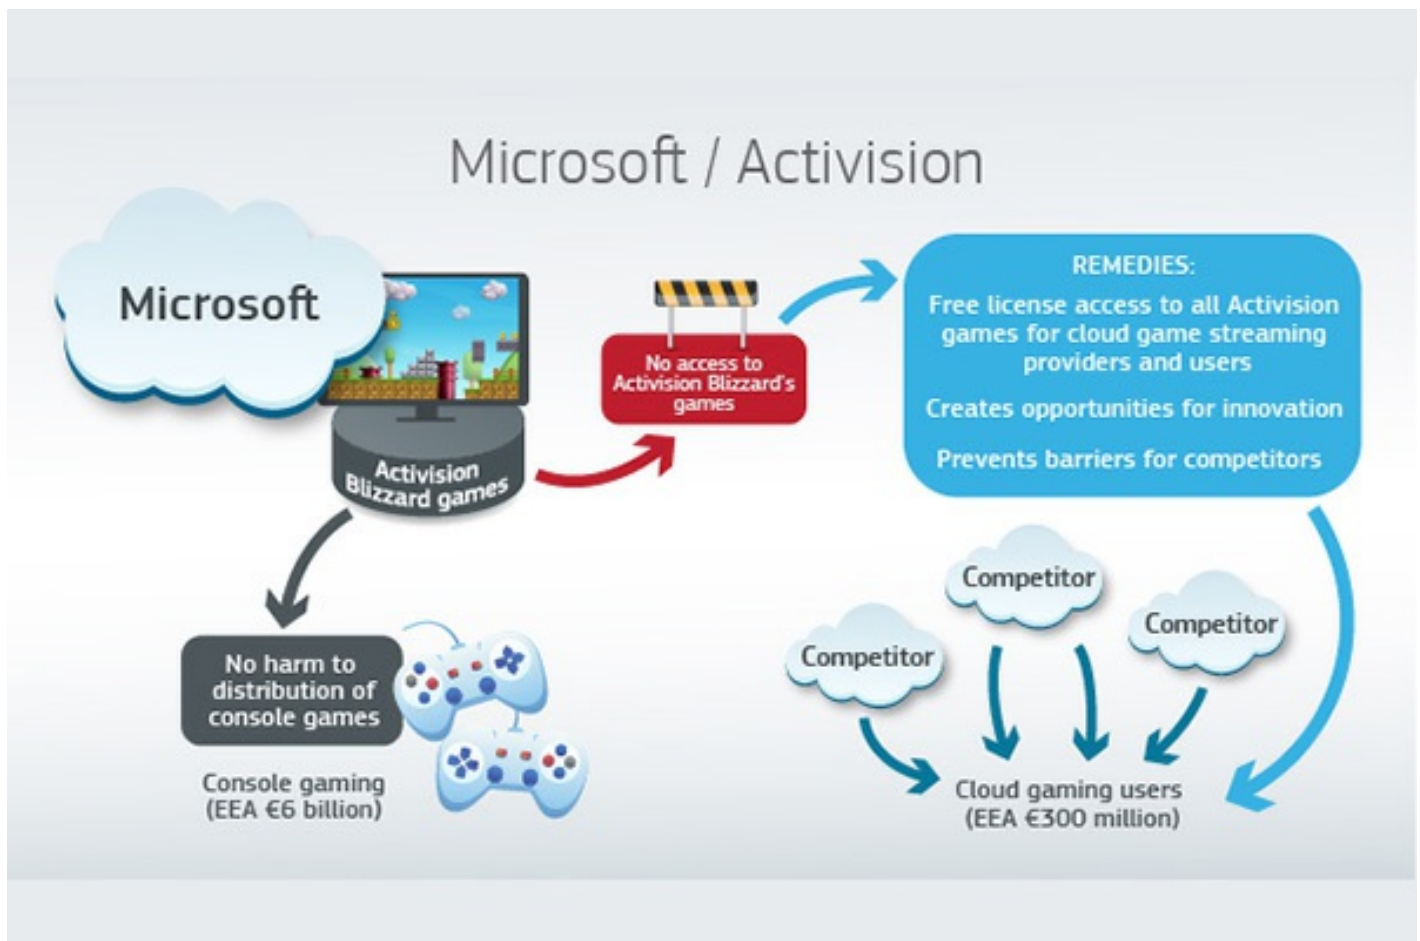 Microsoft / Activision
Microsoft
Activision
Blizzard games
No access to
Activision Blizzard's
games
REMEDIES:
Free license access to all Activision
games for cloud game streaming
providers and users
Creates opportunities for innovation
Prevents barriers for competitors
No harm to
distribution of
console games
Console gaming
(EEA €6 billion)
Competitor
Competitor
Competitor
Cloud gaming users
(EEA €300 million)